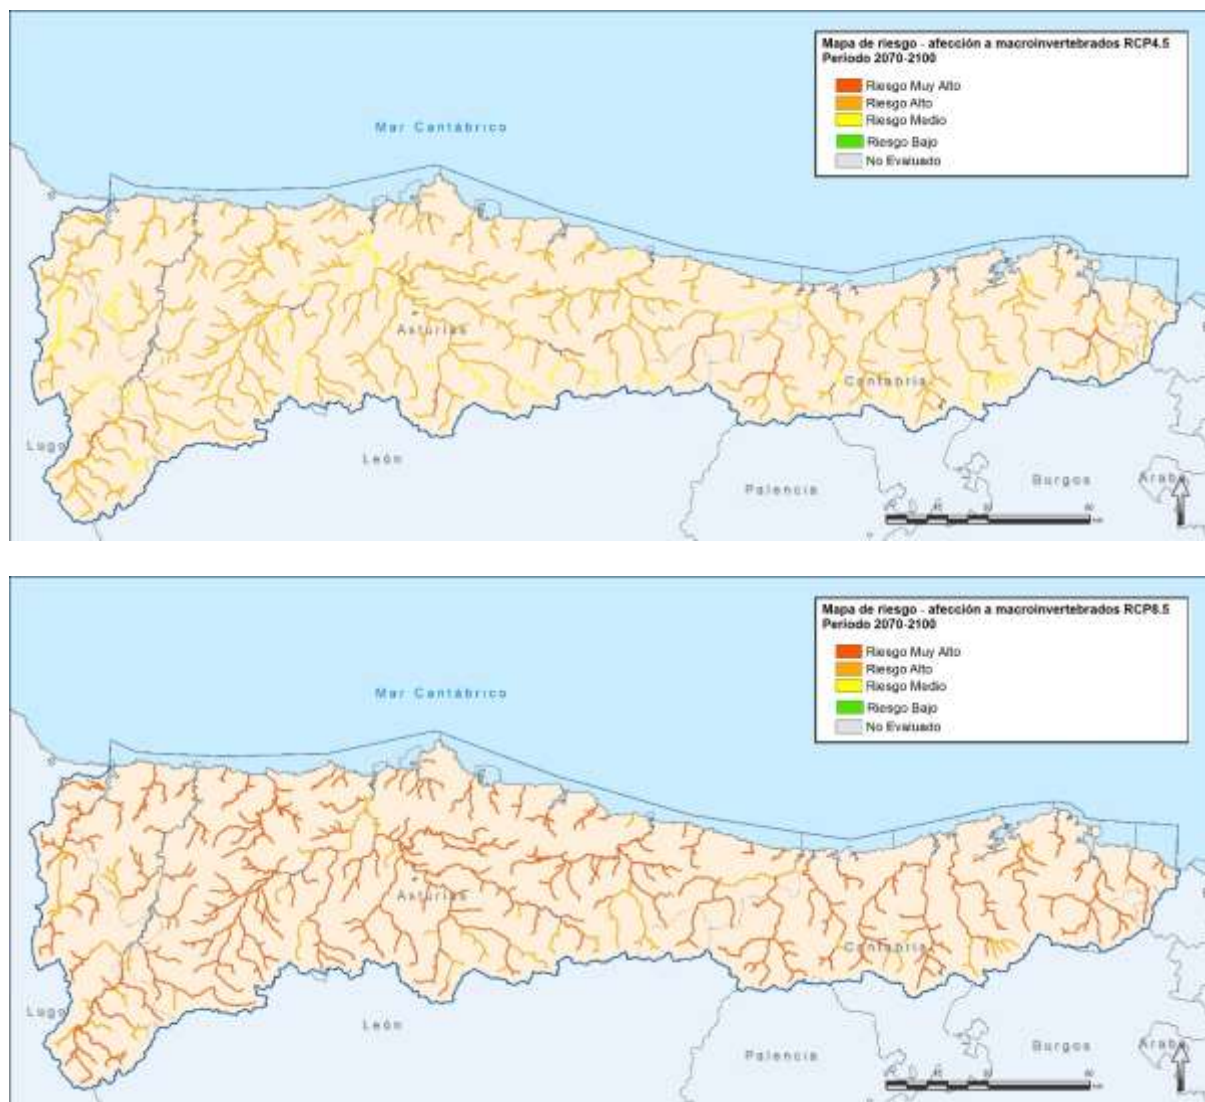 Mapa de riesgo - afección a macroinvertebrados RCP4.5
Periodo 2070-2100
Riesgo Muy Alto
Riesgo Alto
Riesgo Medio
Riesgo Bajo
No Evaluado
Mar Cantábrico
Asturias
Cantabria
Lugo
León
Palencia
Burgos
Araba
Mapa de riesgo - afección a macroinvertebrados RCP8.5
Periodo 2070-2100
Riesgo Muy Alto
Riesgo Alto
Riesgo Medio
Riesgo Bajo
No Evaluado
Mar Cantábrico
Asturias
Cantabria
Lugo
León
Palencia
Burgos
Araba